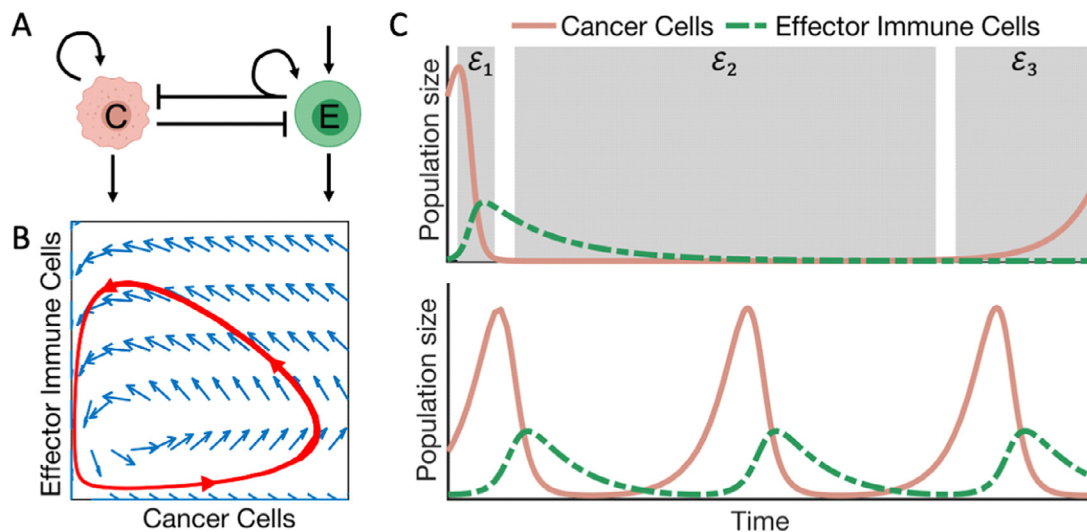 A
C
E
B
Effector Immune Cells
Cancer Cells
C
Cancer Cells
Effector Immune Cells
Population size
ε1
ε2
ε3
Population size
Time